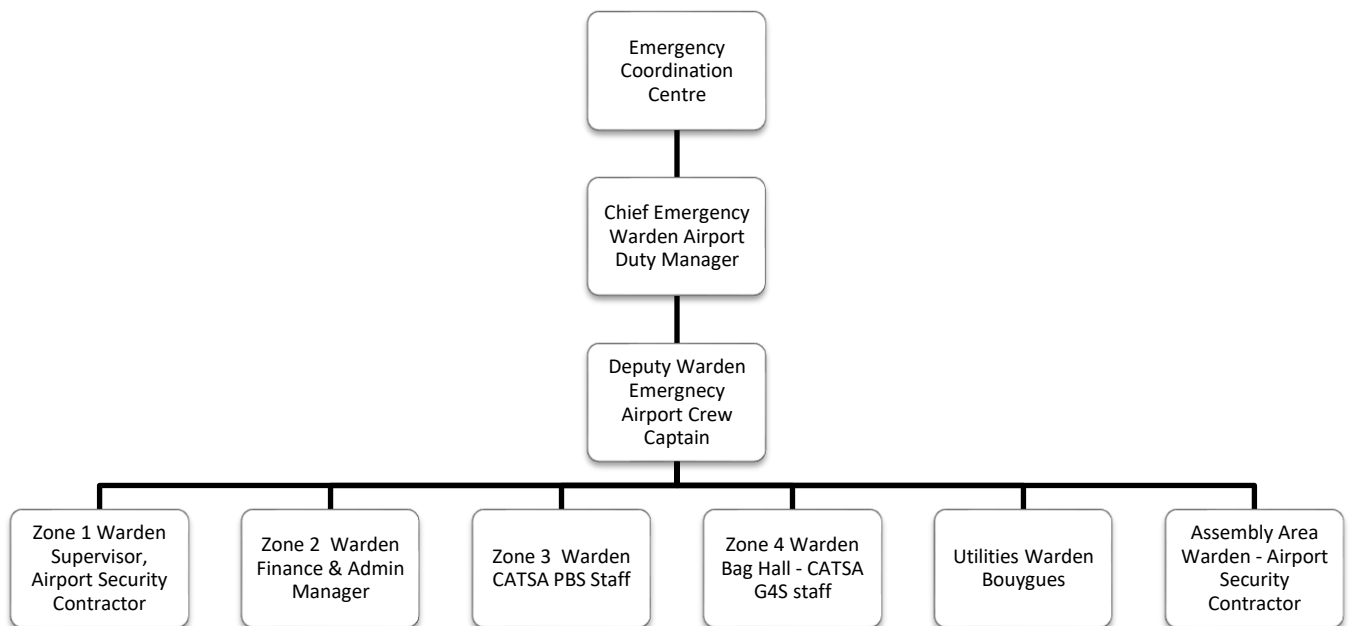 Emergency
Coordination
Centre
Chief Emergency
Warden Airport
Duty Manager
Deputy Warden
Emergnecy
Airport Crew
Captain
Zone 1 Warden
Supervisor,
Airport Security
Contractor
Zone 2  Warden
Finance & Admin
Manager
Zone 3  Warden
CATSA PBS Staff
Zone 4 Warden
Bag Hall - CATSA
G4S staff
Utilities Warden
Bouygues
Assembly Area
Warden - Airport
Security
Contractor